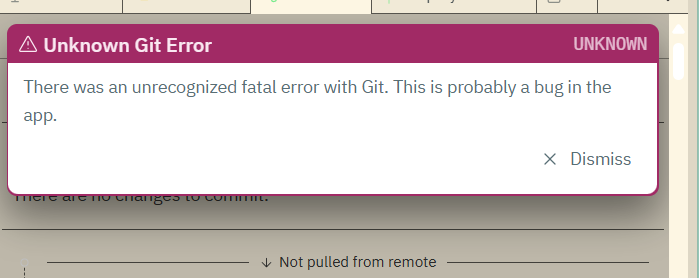 Unknown Git Error
UNKNOWN
There was an unrecognized fatal error with Git. This is probably a bug in the
app.
Dismiss
There are no changes to commit.
Not pulled from remote